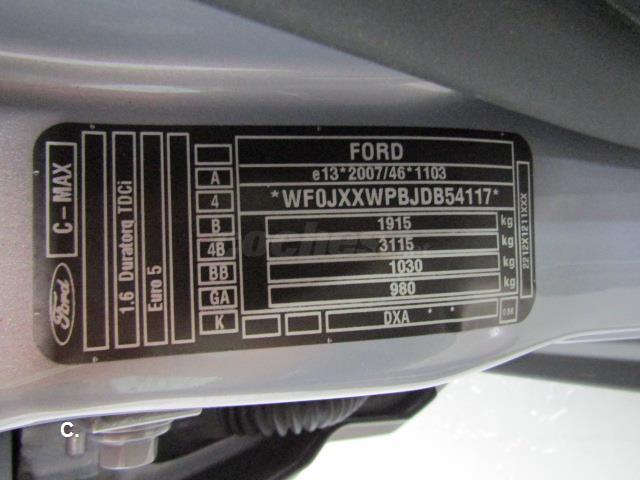 FORD
A e13*2007/46*1103
4 *WF0JXXWPBJDB54117*
B 1915 kg
4B 3115 kg
BB 1030 kg
GA 980 kg
K DXA
C-MAX
1.6 Duratorq TDCi
Euro 5
Ford
2212X1211XXX
coches
C.